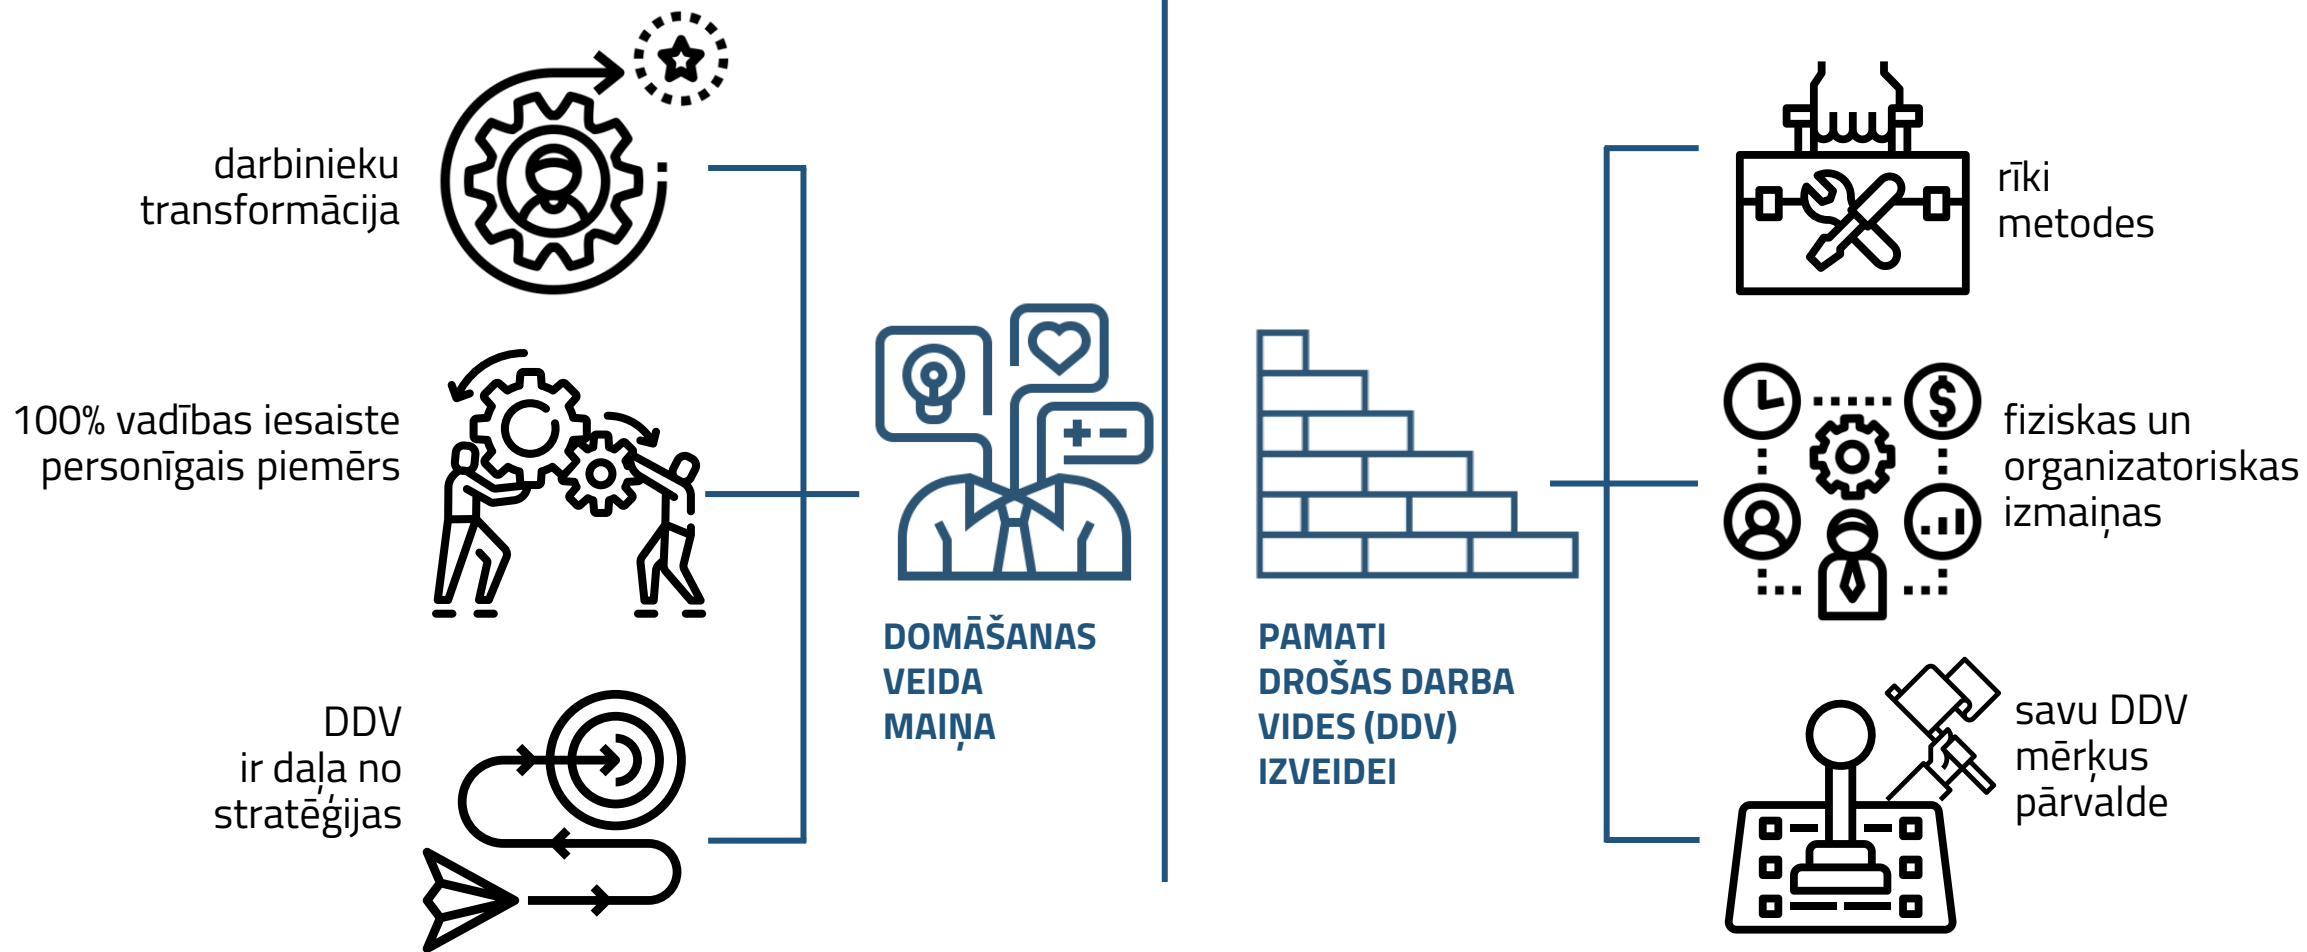 darbinieku
transformācija
100% vadības iesaiste
personīgais piemērs
DDV
ir daļa no
stratēģijas
DOMĀŠANAS
VEIDA
MAIŅA
PAMATI
DROŠAS DARBA
VIDES (DDV)
IZVEIDEI
rīki
metodes
fiziskas un
organizatoriskas
izmaiņas
savu DDV
mērķus
pārvalde